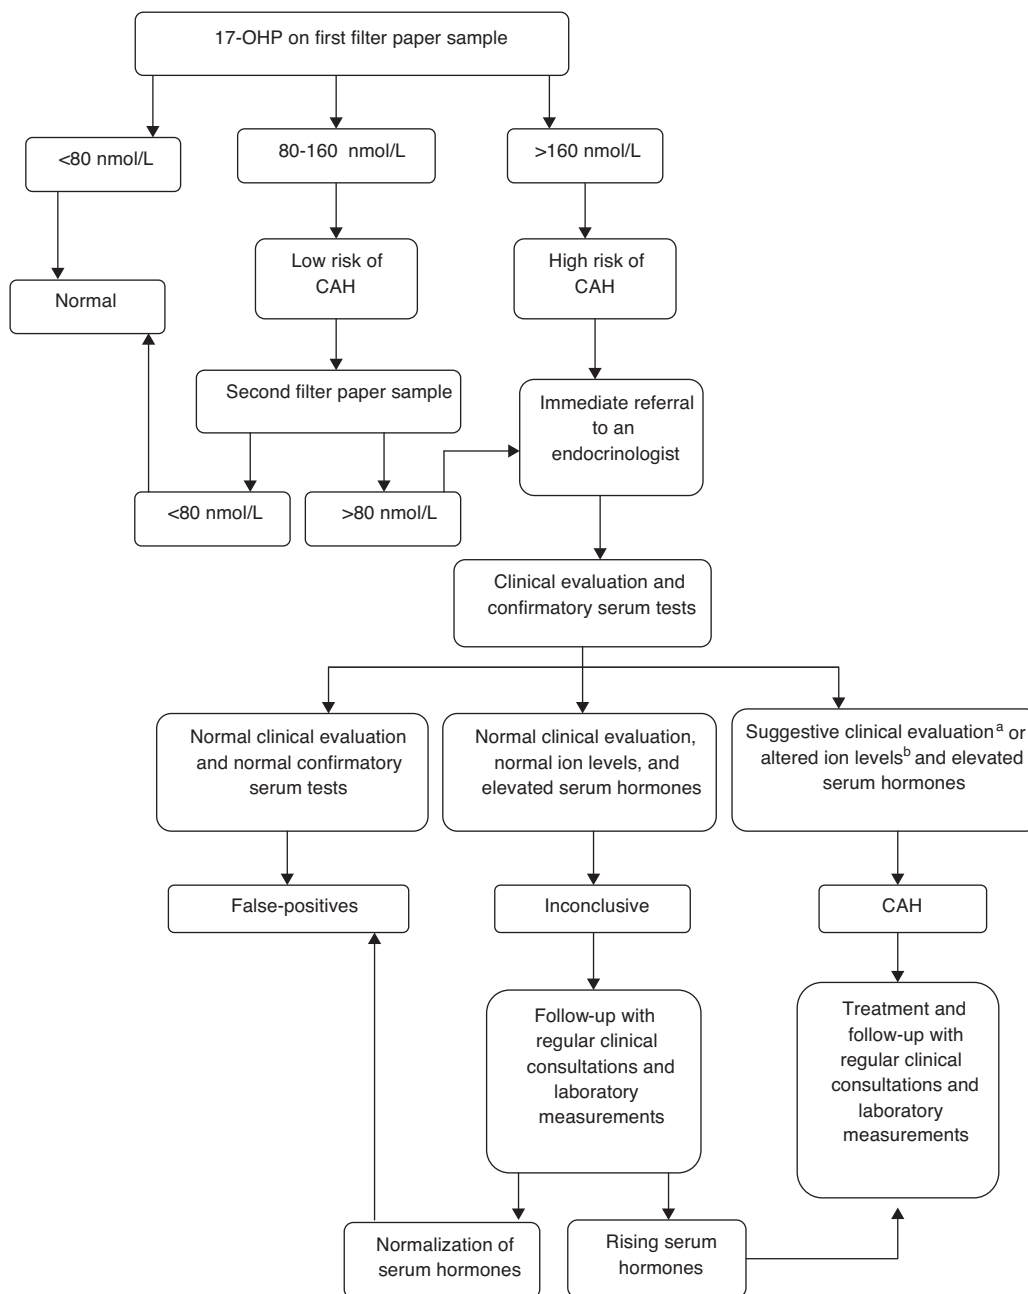 17-OHP on first filter paper sample
<80 nmol/L
80-160 nmol/L
>160 nmol/L
Low risk of
CAH
High risk of
CAH
Normal
Second filter paper sample
Immediate referral
to an
endocrinologist
<80 nmol/L
>80 nmol/L
Clinical evaluation and
confirmatory serum tests
Normal clinical evaluation
and normal confirmatory
serum tests
Normal clinical evaluation,
normal ion levels, and
elevated serum hormones
Suggestive clinical evaluation a or
altered ion levels b and elevated
serum hormones
False-positives
Inconclusive
CAH
Follow-up with
regular clinical
consultations and
laboratory
measurements
Treatment and
follow-up with
regular clinical
consultations and
laboratory
measurements
Normalization of
serum hormones
Rising serum
hormones